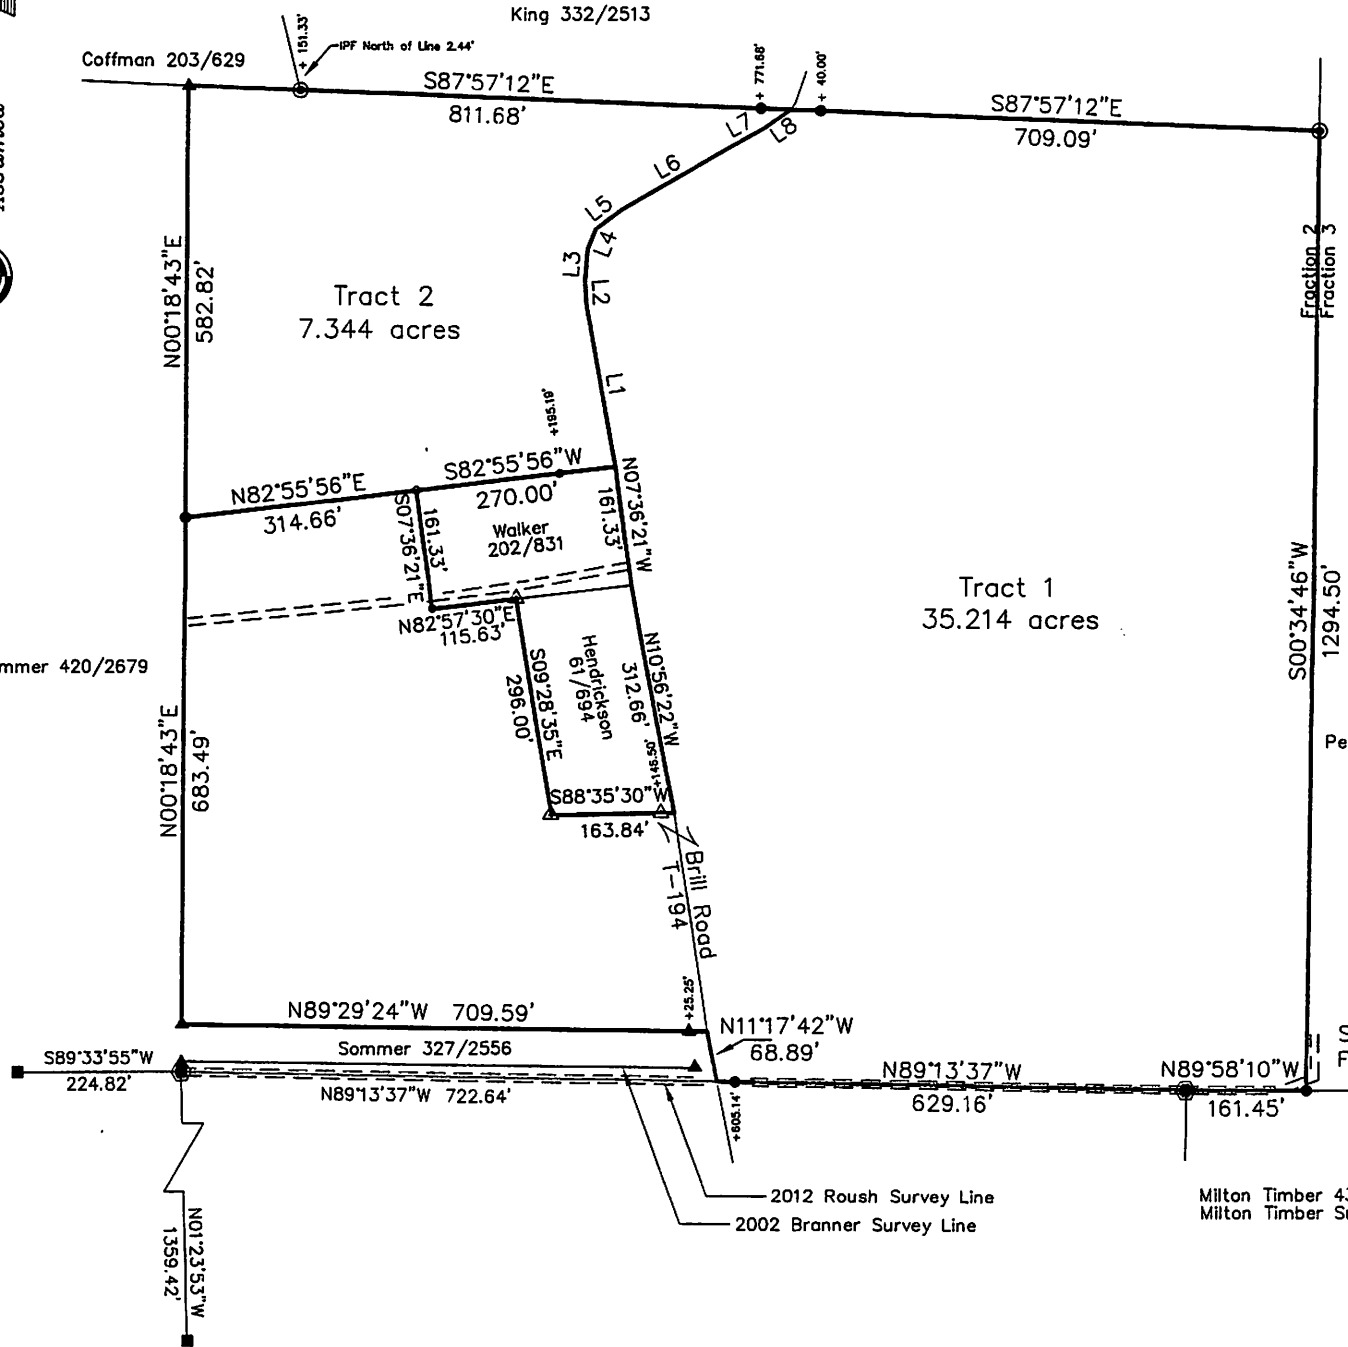 King 332/2513
Coffman 203/629
+ 151.33'
IPF North of Line 2.44'
S87°57'12"E
811.68'
+ 771.68'
+ 40.00'
S87°57'12"E
709.09'
L7
L8
L6
L5
L4
L3
L2
L1
N00°18'43"E
582.82'
Tract 2
7.344 acres
Fraction 2
Fraction 3
+195.19'
N82°55'56"E
314.66'
S82°55'56"W
270.00'
S07°36'21"E
161.33'
Walker
202/831
161.33'
N07°36'21"W
Tract 1
35.214 acres
S00°34'46"W
1294.50'
N82°57'30"E
115.63'
mmer 420/2679
S09°28'35"E
296.00'
Hendrickson
61/694
N10°56'22"W
312.66'
+145.50'
N00°18'43"E
683.49'
Pe
S88°35'30"W
163.84'
Brill Road
T-194
+25.25'
N89°29'24"W 709.59'
N11°17'42"W
68.89'
S89°33'55"W
224.82'
Sommer 327/2556
N89°13'37"W 722.64'
N89°13'37"W
629.16'
+605.14'
N89°58'10"W
161.45'
S
F
2012 Roush Survey Line
2002 Branner Survey Line
Milton Timber 43
Milton Timber Su
N01°23'53"W
1359.42'